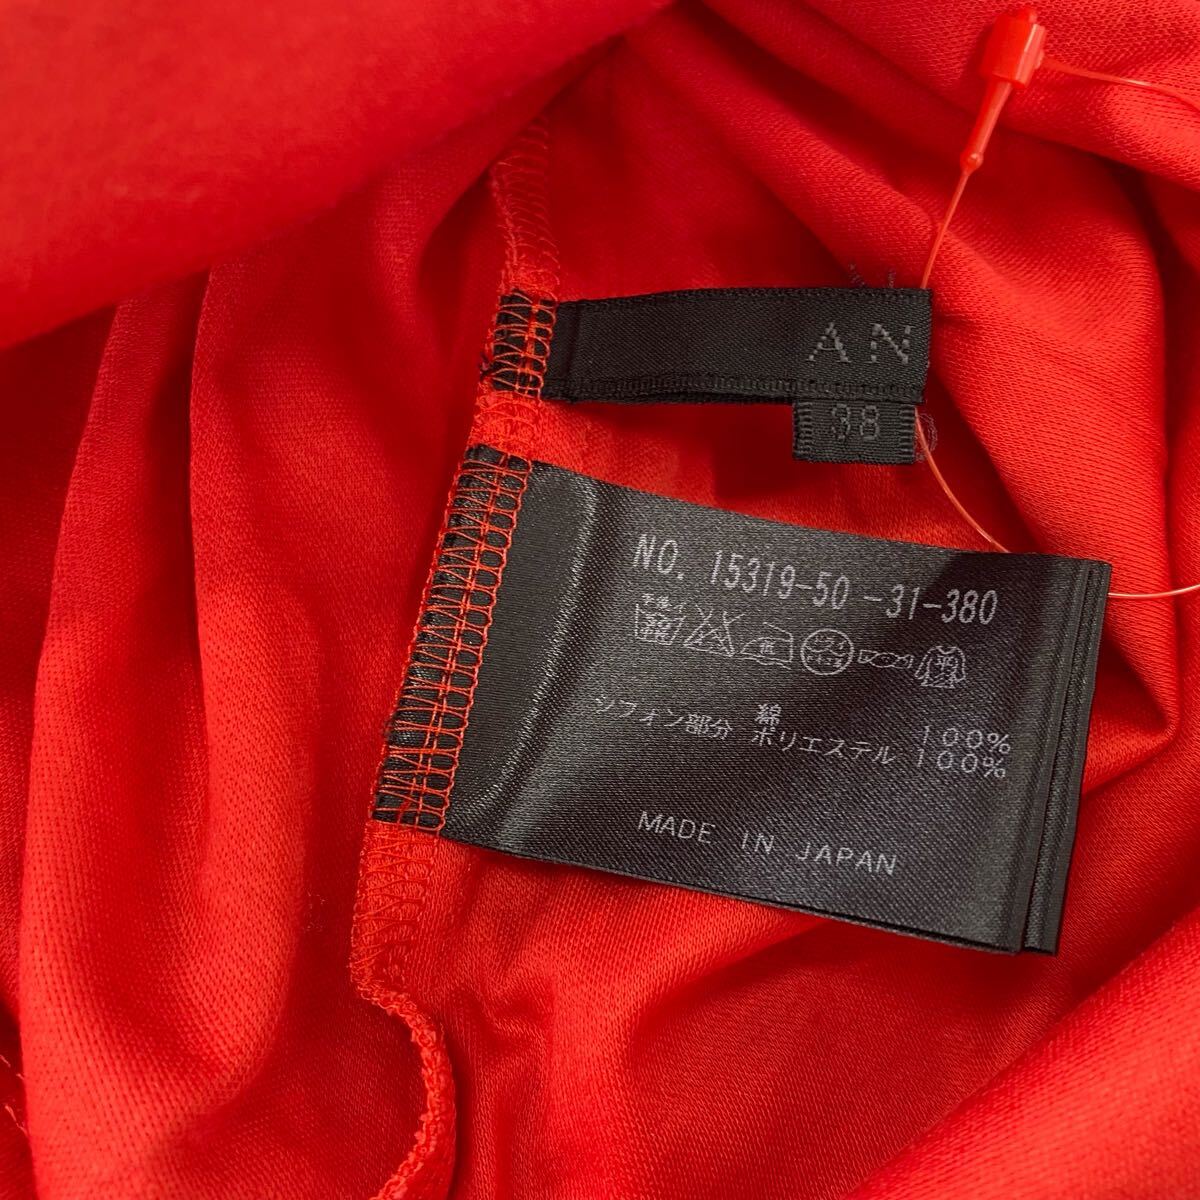 AN
38
NO. 15319-50 -31-380
綿 100%
シフォン部分 ポリエステル 100%
MADE IN JAPAN